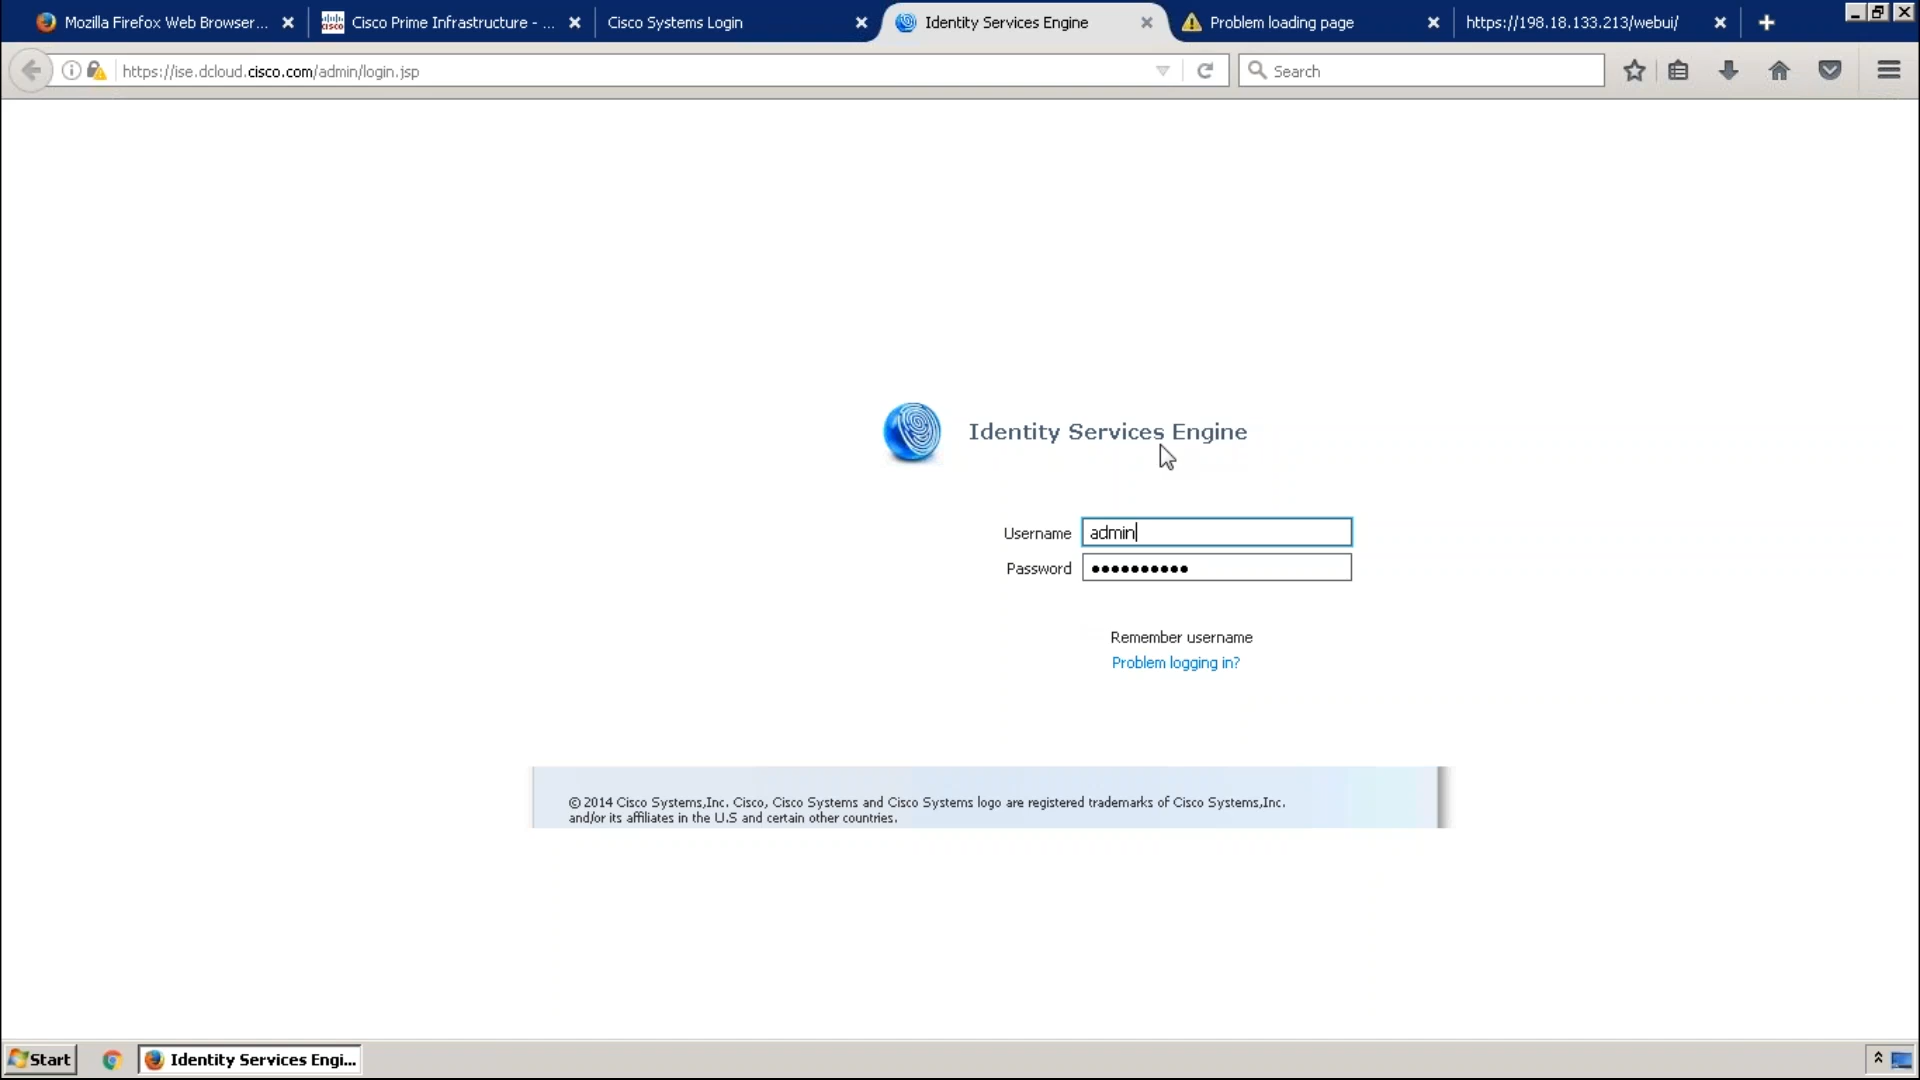 Mozilla Firefox Web Browser...
Cisco Prime Infrastructure - ...
Cisco Systems Login
Identity Services Engine
Problem loading page
https://198.18.133.213/webui/
https://ise.dcloud.cisco.com/admin/login.jsp
Search
Identity Services Engine
Username admin
Password
Remember username
Problem logging in?
© 2014 Cisco Systems,Inc. Cisco, Cisco Systems and Cisco Systems logo are registered trademarks of Cisco Systems,Inc.
and/or its affiliates in the U.S and certain other countries.
Start
Identity Services Engi...